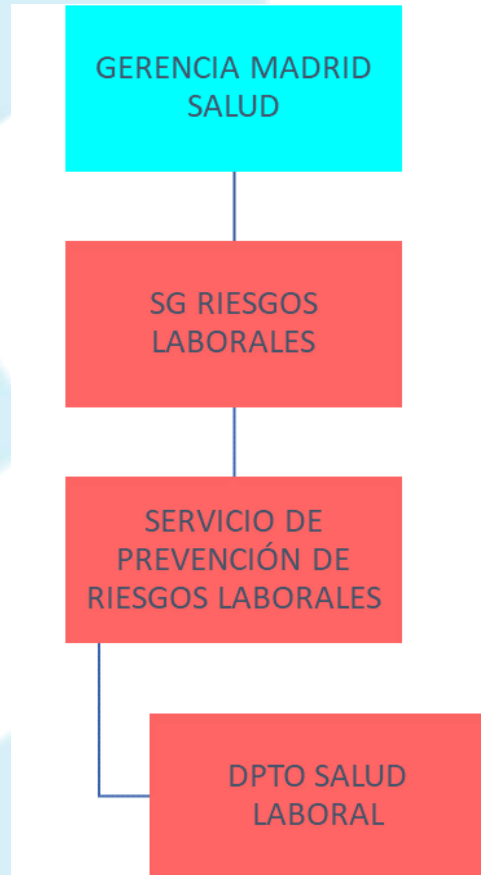 GERENCIA MADRID
SALUD
SG RIESGOS
LABORALES
SERVICIO DE
PREVENCIÓN DE
RIESGOS LABORALES
DPTO SALUD
LABORAL